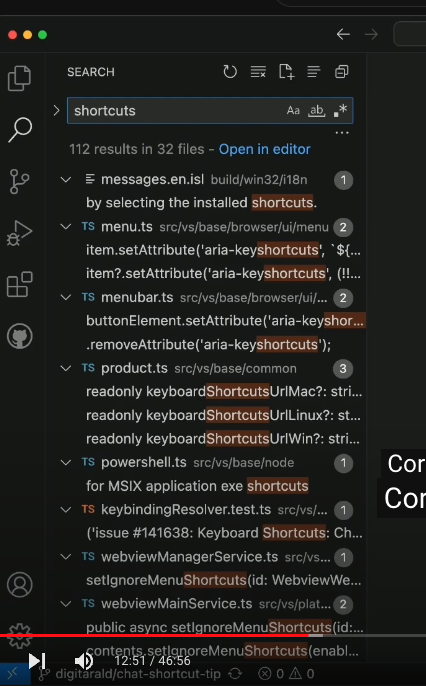 SEARCH
shortcuts
Aa ab .*
...
112 results in 32 files - Open in editor
messages.en.isl build/win32/i18n 1
by selecting the installed shortcuts.
TS menu.ts src/vs/base/browser/ui/menu 2
item.setAttribute('aria-keyshortcuts', `${...
item?.setAttribute('aria-keyshortcuts', (!!...
TS menubar.ts src/vs/base/browser/ui/... 2
buttonElement.setAttribute('aria-keyshor...
.removeAttribute('aria-keyshortcuts');
TS product.ts src/vs/base/common 3
readonly keyboardShortcutsUrlMac?: stri...
readonly keyboardShortcutsUrlLinux?: st...
readonly keyboardShortcutsUrlWin?: stri...
TS powershell.ts src/vs/base/node 1
for MSIX application exe shortcuts
TS keybindingResolver.test.ts src/vs/... 1
('issue #141638: Keyboard Shortcuts: Ch...
TS webviewManagerService.ts src/vs... 1
setIgnoreMenuShortcuts(id: WebviewWe...
TS webviewMainService.ts src/vs/plat... 2
public async setIgnoreMenuShortcuts(id:...
contents.setIgnoreMenuShortcuts(enabl...
Cor
Cor
12:51 / 46:56
digitarald/chat-shortcut-tip 0 0